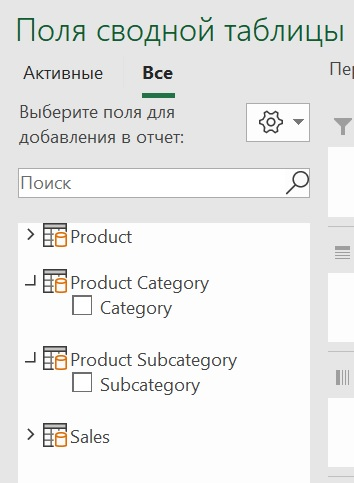 Поля сводной таблицы
Активные Все
Выберите поля для
добавления в отчет:
Пер
Поиск
Product
Product Category
Category
Product Subcategory
Subcategory
Sales